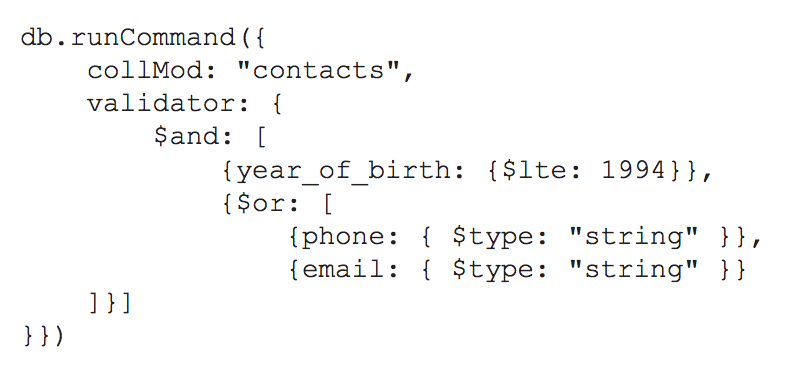 db.runCommand({
    collMod: "contacts",
    validator: {
        $and: [
            {year_of_birth: {$lte: 1994}},
            {$or: [
                {phone: { $type: "string" }},
                {email: { $type: "string" }}
    ]}]
}})